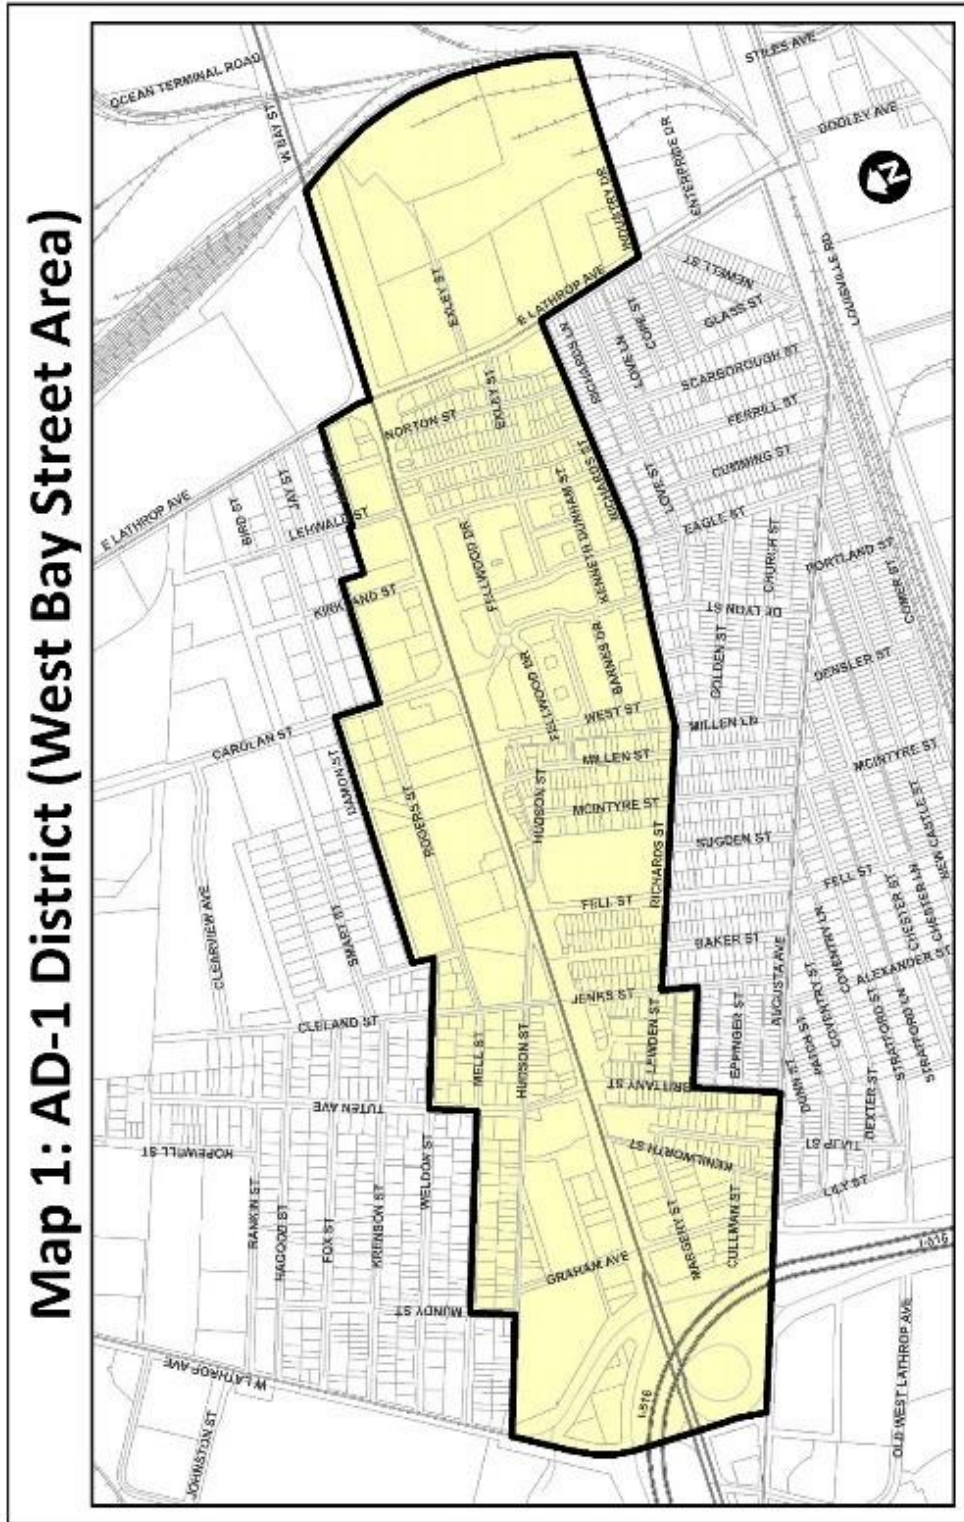 Map 1: AD-1 District (West Bay Street Area)
STILES AVE
OCEAN TERMINAL ROAD
W BAY ST
DOOLEY AVE
ENTERPRISE DR
N
INDUSTRY DR
EXLEY ST
E LATHROP AVE
NEWELL ST
LOUISVILLE RD
GLASS ST
COPE ST
LOVE LN
RICHARDS LN
SCARBOROUGH ST
EXLEY ST
NORTON ST
FERRILL ST
CUMMING ST
LOVE ST
RICHARDS ST
KENNETH DUNHAM ST
JAY ST
BIRD ST
E LATHROP AVE
LEHWALD ST
EAGLE ST
CHURCH ST
PORTLAND ST
COMER ST
FELLWOOD DR
KIRKLAND ST
DE LYON ST
GOLDEN ST
BARNES DR
FELLWOOD DR
DENSLER ST
WEST ST
MILLEN LN
CAROLAN ST
DAMON ST
MILLEN ST
MCINTYRE ST
MCINTYRE ST
ROGERS ST
HUDSON ST
SUGDEN ST
NEW CASTLE ST
CHESTER LN
CHESTER ST
FELL ST
RICHARDS ST
FELL ST
CLEARVIEW AVE
SMART ST
BAKER ST
COVENTRY LN
ALEXANDER ST
AUGUSTA AVE
JENKS ST
CLELAND ST
LEWDEN ST
EPPINGER ST
COVENTRY ST
HATCH ST
STRATFORD ST
STRATFORD LN
MELL ST
HUDSON ST
BRITTANY ST
DUNN ST
DEXTER ST
TUTEN AVE
TULIP ST
HOPEWELL ST
KENILWORTH ST
WELDON ST
LILY ST
RANKIN ST
HAGOOD ST
FOX ST
KRENSON ST
MARGERY ST
CULLMAN ST
I-516
GRAHAM AVE
MUNDY ST
OLD WEST LATHROP AVE
W LATHROP AVE
I-516
JOHNSTON ST